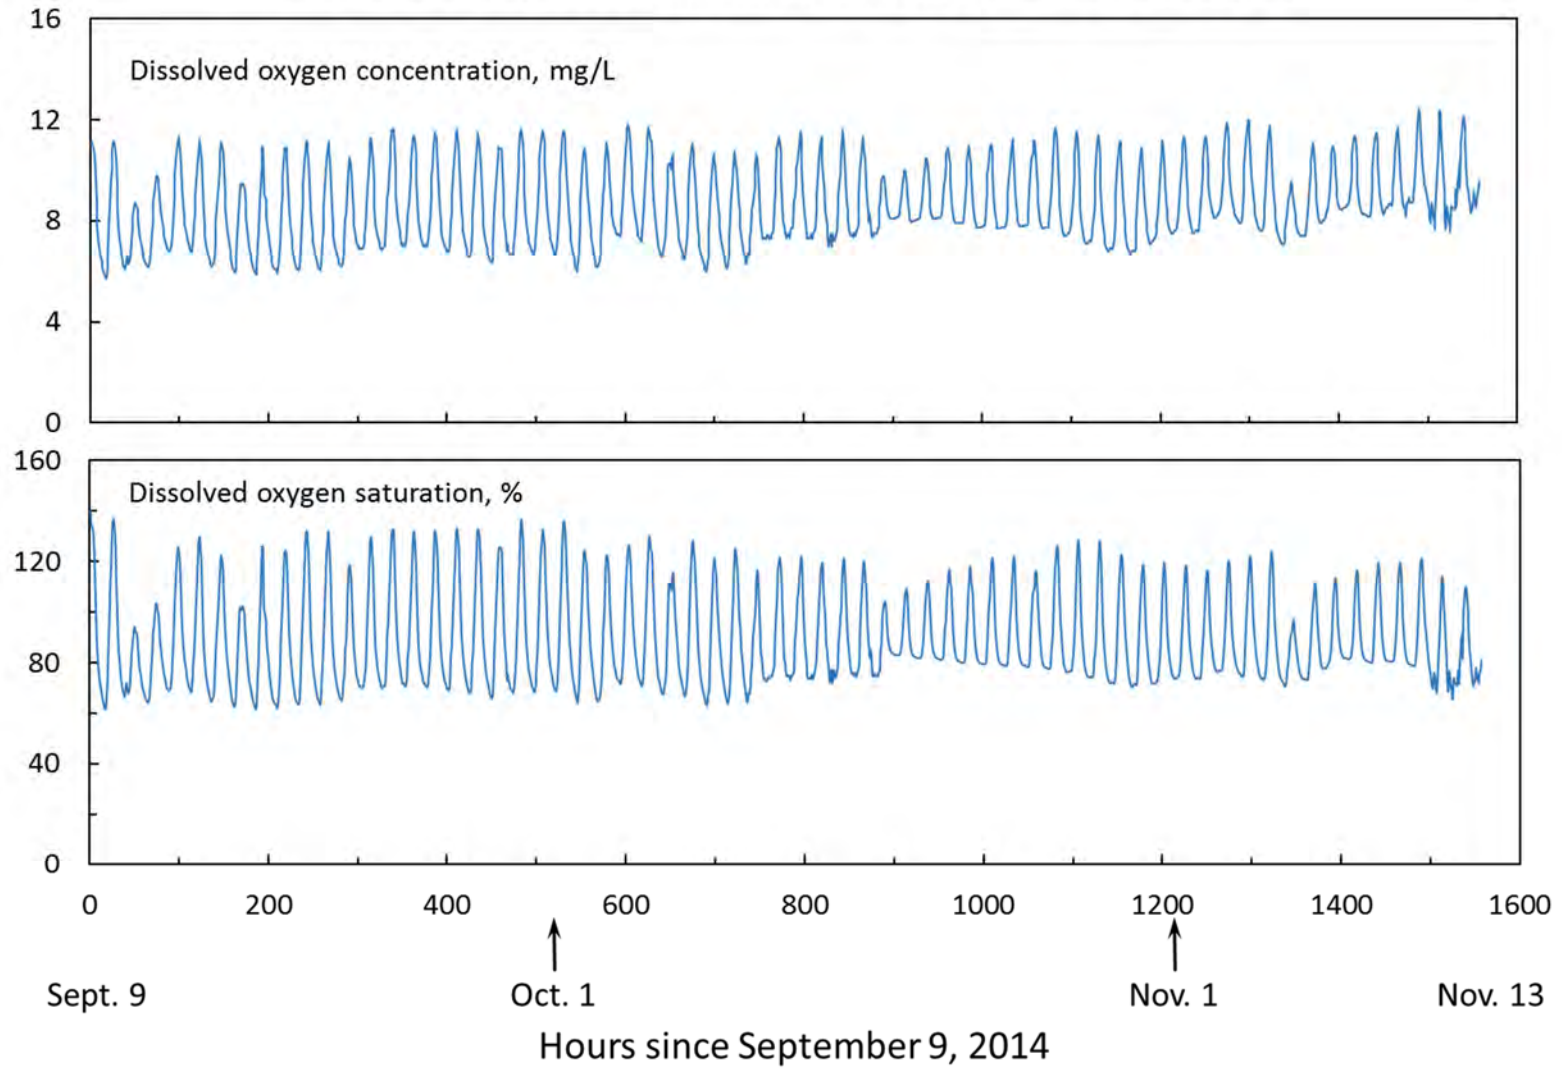 16
Dissolved oxygen concentration, mg/L
12
8
4
0
160
Dissolved oxygen saturation, %
120
80
40
0
0 200 400 600 800 1000 1200 1400 1600
Sept. 9 Oct. 1 Nov. 1 Nov. 13
Hours since September 9, 2014